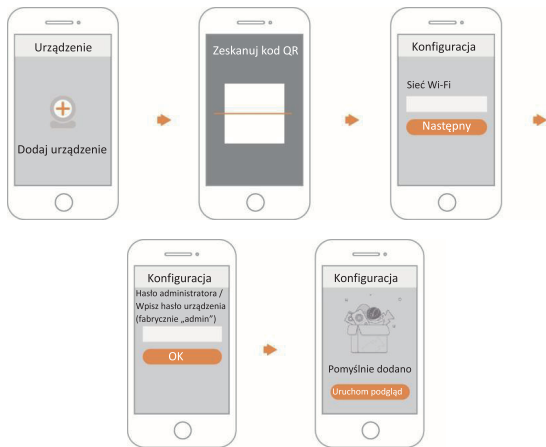 Urządzenie
Dodaj urządzenie
Zeskanuj kod QR
Konfiguracja
Sieć Wi-Fi
Następny
Konfiguracja
Hasło administratora /
Wpisz hasło urządzenia
(fabrycznie „admin”)
OK
Konfiguracja
Pomyślnie dodano
Uruchom podgląd